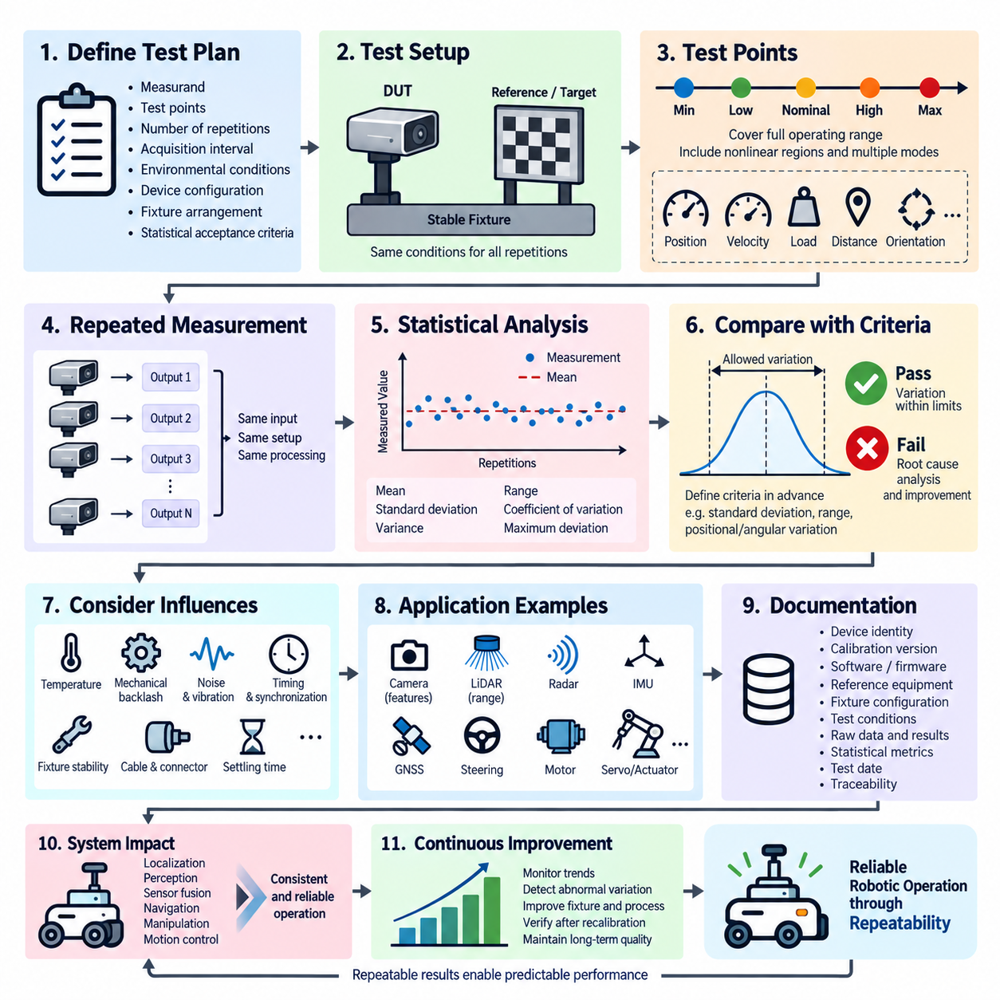 1. Define Test Plan
• Measurand
• Test points
• Number of repetitions
• Acquisition interval
• Environmental conditions
• Device configuration
• Fixture arrangement
• Statistical acceptance criteria
2. Test Setup
DUT
Reference / Target
Stable Fixture
Same conditions for all repetitions
3. Test Points
Min
Low
Nominal
High
Max
Cover full operating range
Include nonlinear regions and multiple modes
Position
Velocity
Load
Distance
Orientation
...
4. Repeated Measurement
Output 1
Output 2
Output 3
⋮
Output N
Same input
Same setup
Same processing
5. Statistical Analysis
Measurement
Mean
Measured Value
Repetitions
Mean
Standard deviation
Variance
Range
Coefficient of variation
Maximum deviation
6. Compare with Criteria
Allowed variation
Pass
Variation
within limits
Fail
Root cause
analysis
and improvement
Define criteria in advance
e.g. standard deviation, range,
positional/angular variation
7. Consider Influences
Temperature
Mechanical
backlash
Noise
& vibration
Timing
& synchronization
Fixture stability
Cable & connector
Settling time
...
8. Application Examples
Camera
(features)
LiDAR
(range)
Radar
IMU
GNSS
Steering
Motor
Servo/Actuator
...
9. Documentation
• Device identity
• Calibration version
• Software / firmware
• Reference equipment
• Fixture configuration
• Test conditions
• Raw data and results
• Statistical metrics
• Test date
• Traceability
10. System Impact
Localization
Perception
Sensor fusion
Navigation
Manipulation
Motion control
Consistent
and reliable
operation
11. Continuous Improvement
Monitor trends
Detect abnormal variation
Improve fixture and process
Verify after recalibration
Maintain long-term quality
Reliable
Robotic Operation
through
Repeatability
Repeatable results enable predictable performance